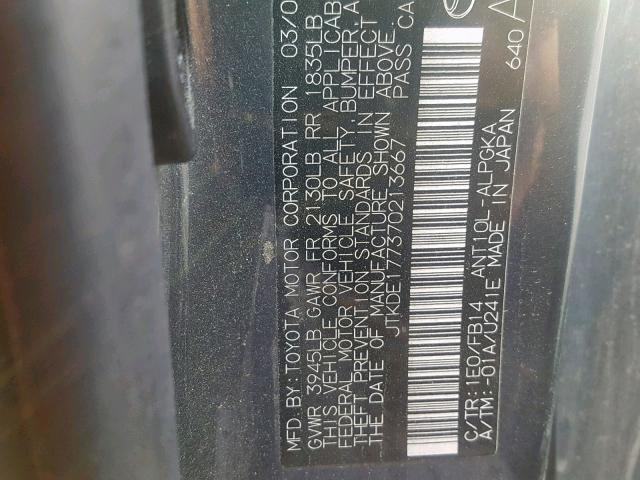 MFD. BY: TOYOTA MOTOR CORPORATION 03/0
GVWR 3945LB GAWR FR 2130LB RR 1835LB
THIS VEHICLE CONFORMS TO ALL APPLICAB
FEDERAL MOTOR VEHICLE SAFETY, BUMPER, A
THEFT PREVENTION STANDARDS IN EFFECT
THE DATE OF MANUFACTURE SHOWN ABOVE.
JTKDE177370213667 PASS CA
C/TR: 1E0/FB14 ANT10L-ALPGKA
A/TM: -01A/U241E MADE IN JAPAN
640 A